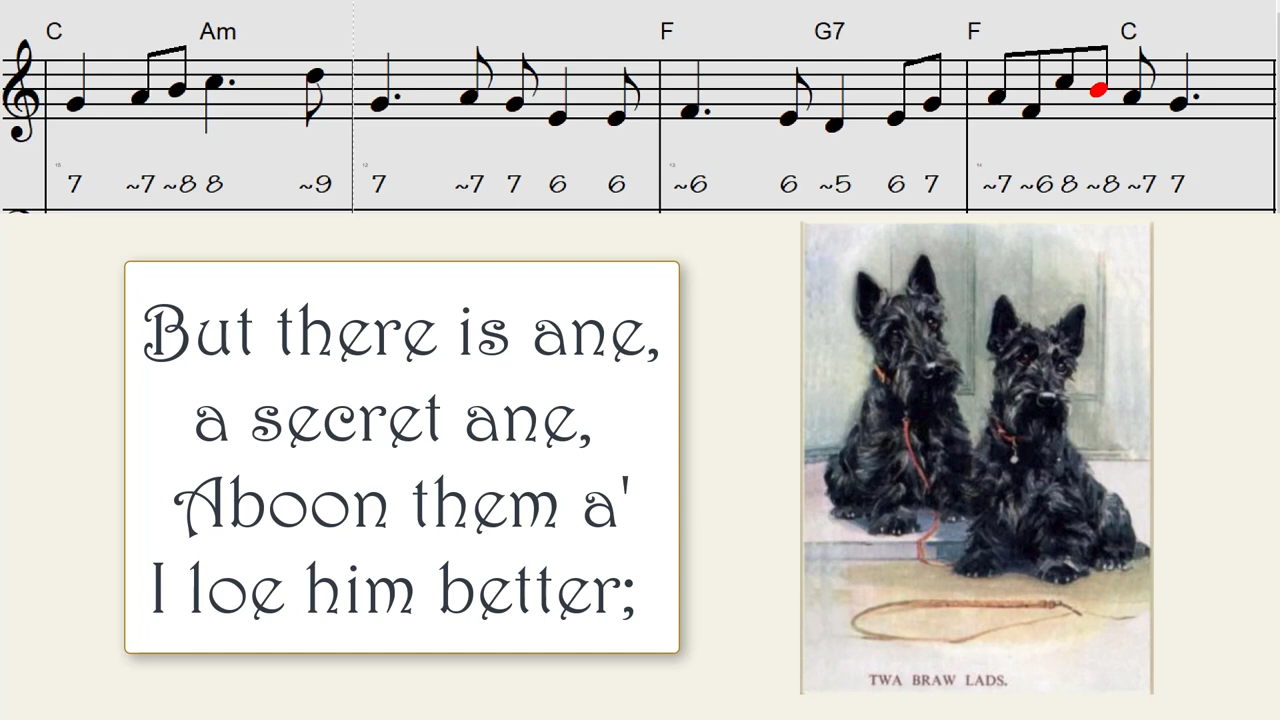 C Am F G7 F C
7 ~7 ~8 8 ~9 7 ~7 7 6 6 ~6 6 ~5 6 7 ~7 ~6 8 ~8 ~7 7
But there is ane,
a secret ane,
Aboon them a'
I loe him better;
TWA BRAW LADS.